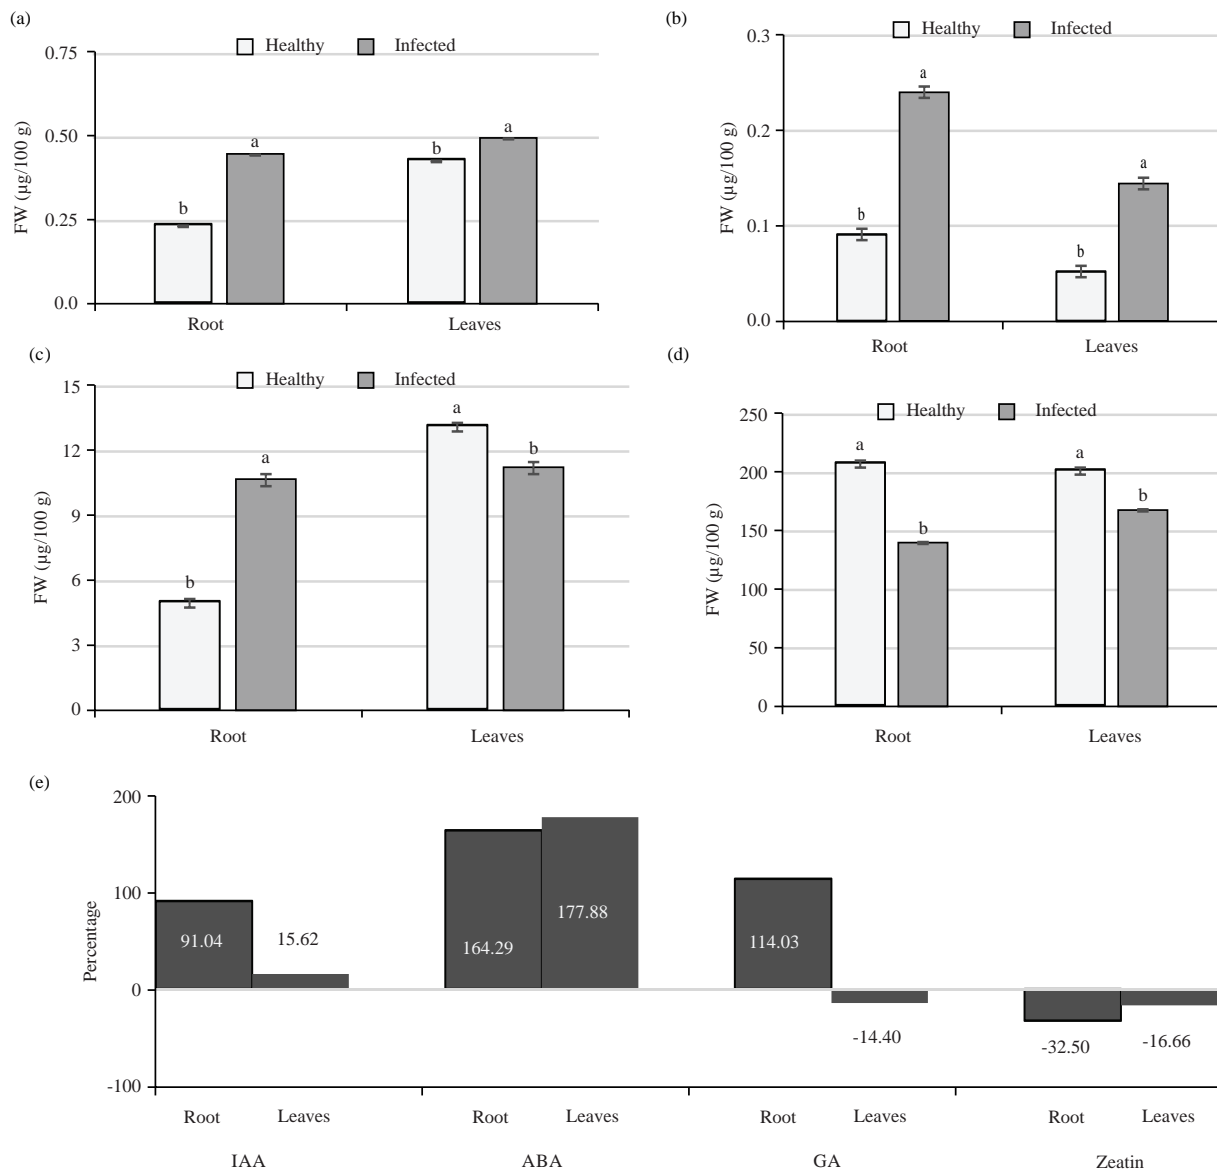 (a)
Healthy Infected
0.75
0.50
0.25
0.0
FW (µg/100 g)
b a b a
Root Leaves
(b)
Healthy Infected
0.3
0.2
0.1
0.0
FW (µg/100 g)
b a b a
Root Leaves
(c)
Healthy Infected
15
12
9
6
3
0
FW (µg/100 g)
b a a b
Root Leaves
(d)
Healthy Infected
250
200
150
100
50
0
FW (µg/100 g)
a b a b
Root Leaves
(e)
200
100
0
-100
Percentage
91.04 15.62 164.29 177.88 114.03 -14.40 -32.50 -16.66
Root Leaves Root Leaves Root Leaves Root Leaves
IAA ABA GA Zeatin